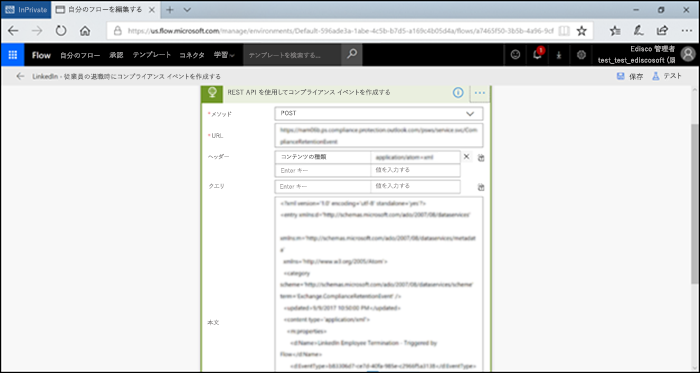 InPrivate
自分のフローを編集する
https://us.flow.microsoft.com/manage/environments/Default-596ade3a-1abe-4c5b-b7d5-a169c4b05d4a/flows/a7465f50-3b5b-4a96-9cf
Flow 自分のフロー 承認 テンプレート コネクタ 学習 テンプレートを検索する 1 Edisco 管理者
test_test_ediscosoft (既
LinkedIn - 従業員の退職時にコンプライアンス イベントを作成する 保存 テスト
REST API を使用してコンプライアンス イベントを作成する
* メソッド POST
* URL https://nam03b.ps.compliance.protection.outlook.com/psws/service.svc/Com
plianceRetentionEvent
ヘッダー コンテンツの種類 application/atom+xml
Enter キー 値を入力する
クエリ Enter キー 値を入力する
<?xml version='1.0' encoding='utf-8' standalone='yes'?>
<entry xmlns:d='http://schemas.microsoft.com/ado/2007/08/dataservices'
xmlns:m='http://schemas.microsoft.com/ado/2007/08/dataservices/metadat
a'
xmlns='http://www.w3.org/2005/Atom'>
<category
scheme='http://schemas.microsoft.com/ado/2007/08/dataservices/scheme'
term='Exchange.ComplianceRetentionEvent' />
<updated>9/9/2017 10:50:00 PM</updated>
本文
<content type='application/xml'>
<m:properties>
<d:Name>LinkedIn Employee Termination - Triggered by
Flow</d:Name>